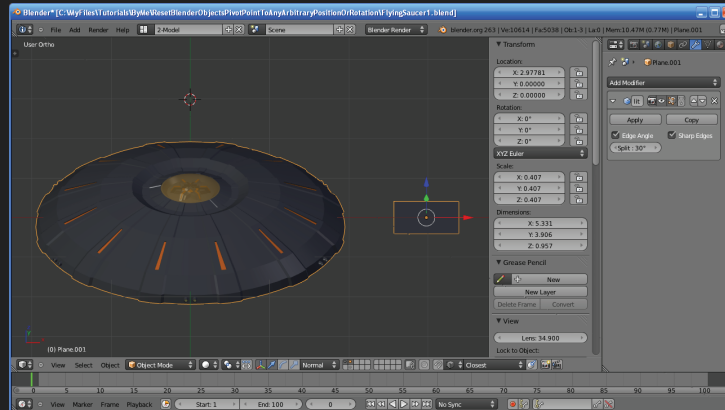 Blender* [C:\MyFiles\Tutorials\ByMe\ResetBlenderObjectsPivotPointToAnyArbitraryPositionOrRotation\FlyingSaucer1.blend]
File Add Render Help 2-Model Scene Blender Render blender.org 263 | Ve:10614 | Fa:5038 | Ob:1-3 | La:0 | Mem:10.47M (0.77M) | Plane.001
User Ortho
(0) Plane.001
Transform
Location:
X: 2.97781
Y: 0.00000
Z: 0.00000
Rotation:
X: 0°
Y: 0°
Z: 0°
XYZ Euler
Scale:
X: 0.407
Y: 0.407
Z: 0.407
Dimensions:
X: 5.331
Y: 3.906
Z: 0.957
Grease Pencil
New
New Layer
Delete Frame Convert
View
Lens: 34.900
Lock to Object:
Plane.001
Add Modifier
Apply Copy
Edge Angle Sharp Edges
Split : 30°
View Select Object Object Mode Normal Closest
0 5 10 15 20 25 30 35 40 45 50 55 60 65 70 75 80 85 90 95 100
View Marker Frame Playback Start: 1 End: 100 0 No Sync